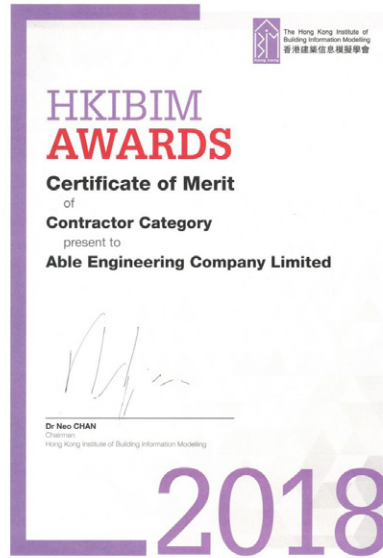 The Hong Kong Institute of
Building Information Modelling
香港建築信息模擬學會
HKIBIM
AWARDS
Certificate of Merit
of
Contractor Category
present to
Able Engineering Company Limited
Dr Neo CHAN
Chairman
Hong Kong Institute of Building Information Modelling
2018